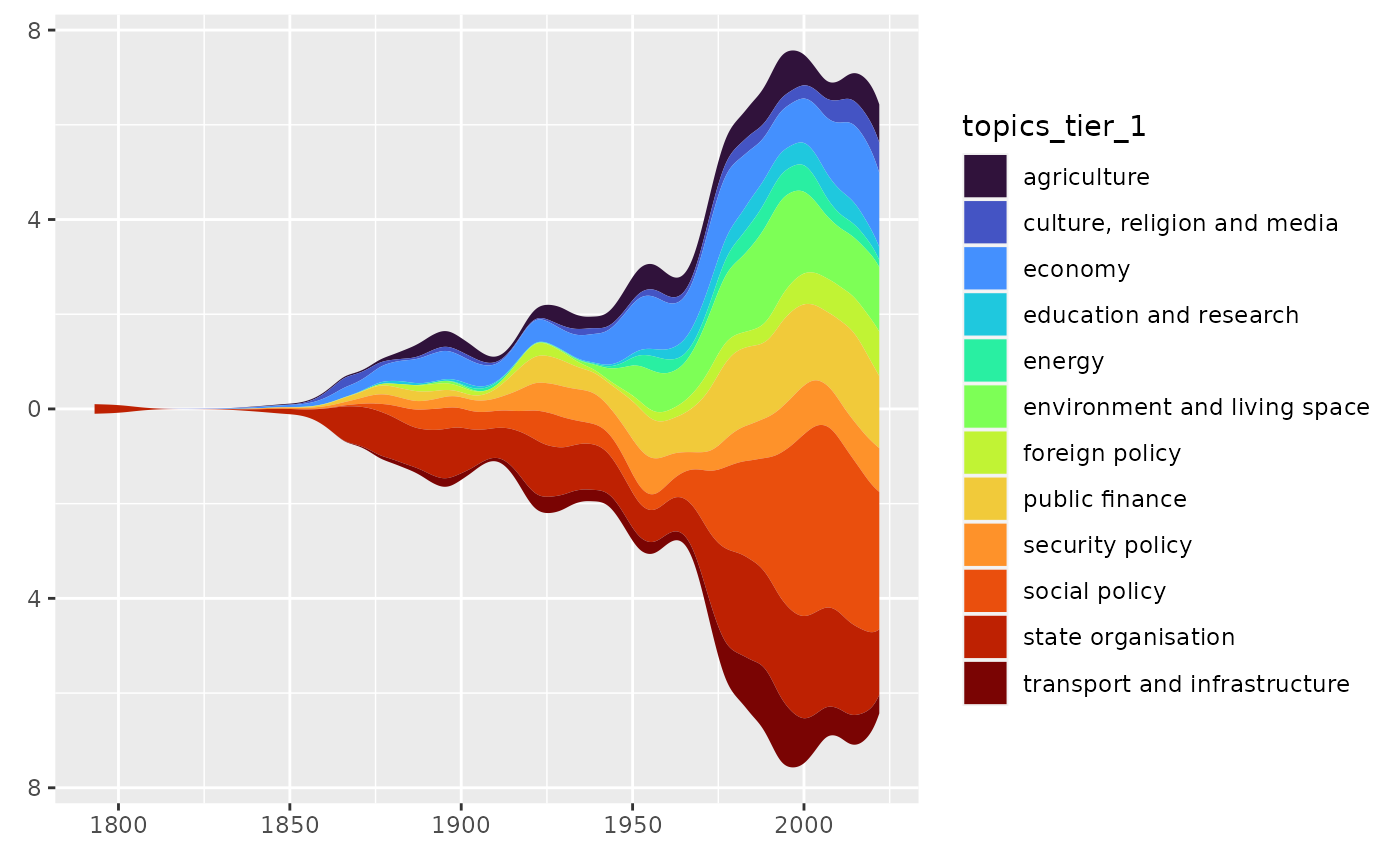 8
4
0
4
8
1800 1850 1900 1950 2000
topics_tier_1
agriculture
culture, religion and media
economy
education and research
energy
environment and living space
foreign policy
public finance
security policy
social policy
state organisation
transport and infrastructure